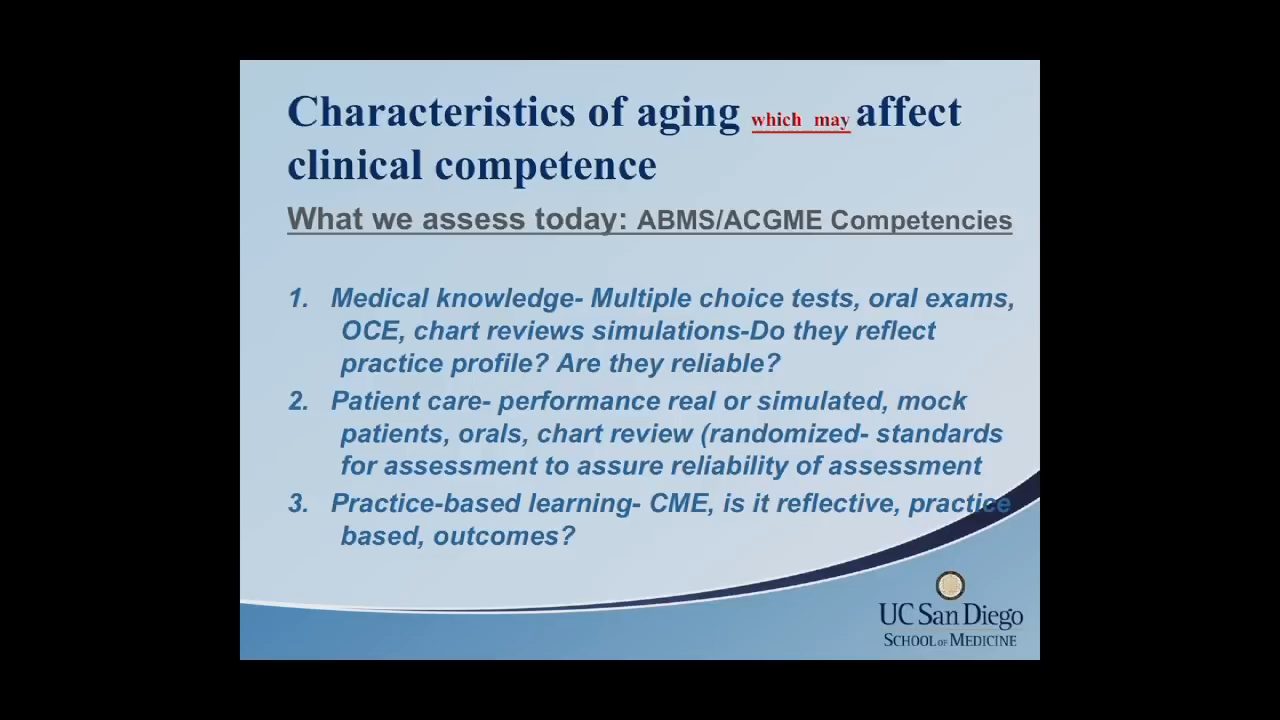 Characteristics of aging which may affect
clinical competence
What we assess today: ABMS/ACGME Competencies
1. Medical knowledge- Multiple choice tests, oral exams,
OCE, chart reviews simulations-Do they reflect
practice profile? Are they reliable?
2. Patient care- performance real or simulated, mock
patients, orals, chart review (randomized- standards
for assessment to assure reliability of assessment
3. Practice-based learning- CME, is it reflective, practice
based, outcomes?
UC San Diego
SCHOOL OF MEDICINE